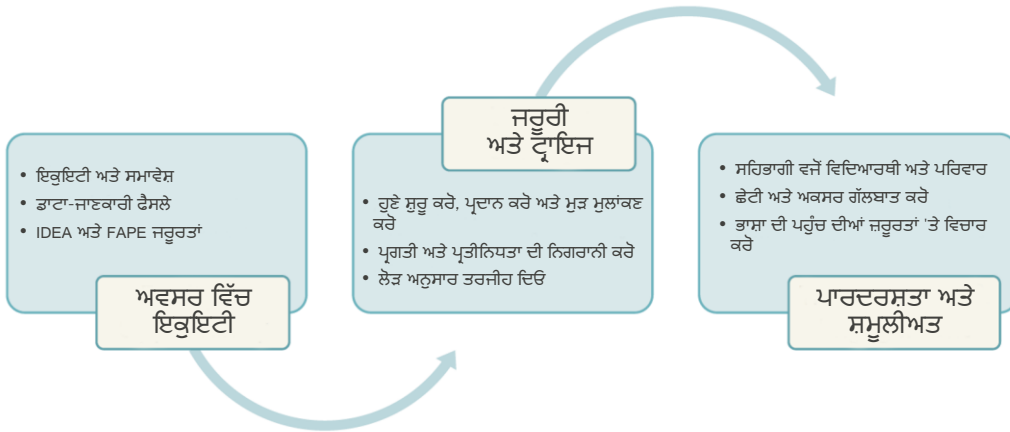 • ਇਕੁਇਟੀ ਅਤੇ ਸਮਾਵੇਸ਼
• ਡਾਟਾ-ਜਾਣਕਾਰੀ ਫੈਸਲੇ
• IDEA ਅਤੇ FAPE ਜਰੂਰਤਾਂ
ਅਵਸਰ ਵਿੱਚ
ਇਕੁਇਟੀ
ਜਰੂਰੀ
ਅਤੇ ਟ੍ਰਾਇਜ
• ਹੁਣੇ ਸ਼ੁਰੂ ਕਰੋ, ਪ੍ਰਦਾਨ ਕਰੋ ਅਤੇ ਮੁੜ ਮੁਲਾਂਕਣ
ਕਰੋ
• ਪ੍ਰਗਤੀ ਅਤੇ ਪ੍ਰਤੀਨਿਧਤਾ ਦੀ ਨਿਗਰਾਨੀ ਕਰੋ
• ਲੋੜ ਅਨੁਸਾਰ ਤਰਜੀਹ ਦਿਓ
• ਸਹਿਭਾਗੀ ਵਜੋਂ ਵਿਦਿਆਰਥੀ ਅਤੇ ਪਰਿਵਾਰ
• ਛੇਟੀ ਅਤੇ ਅਕਸਰ ਗੱਲਬਾਤ ਕਰੋ
• ਭਾਸ਼ਾ ਦੀ ਪਹੁੰਚ ਦੀਆਂ ਜ਼ਰੂਰਤਾਂ 'ਤੇ ਵਿਚਾਰ
ਕਰੋ
ਪਾਰਦਰਸ਼ਤਾ ਅਤੇ
ਸ਼ਮੂਲੀਅਤ